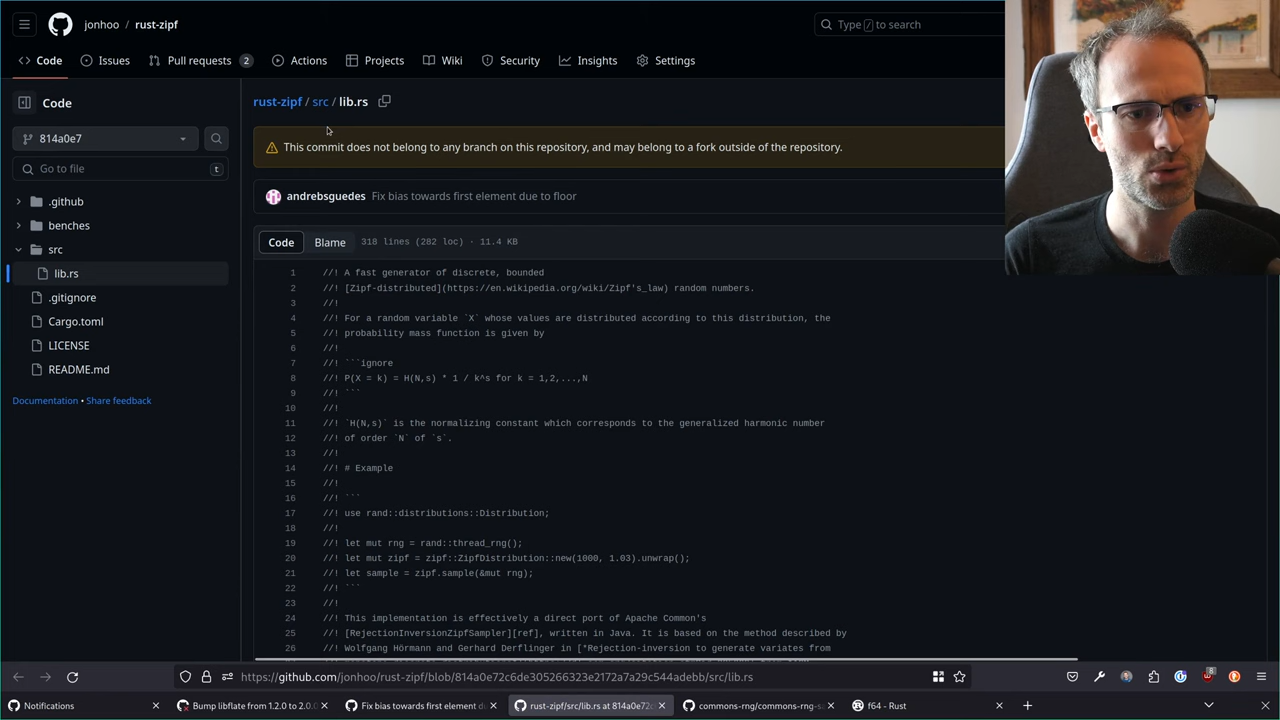 jonhoo / rust-zipf
Type / to search
Code Issues Pull requests 2 Actions Projects Wiki Security Insights Settings
Code
814a0e7
Go to file t
.github
benches
src
lib.rs
.gitignore
Cargo.toml
LICENSE
README.md
Documentation • Share feedback
rust-zipf / src / lib.rs
This commit does not belong to any branch on this repository, and may belong to a fork outside of the repository.
andrebsguedes Fix bias towards first element due to floor
Code Blame 318 lines (282 loc) · 11.4 KB
1 //! A fast generator of discrete, bounded
2 //! [Zipf-distributed](https://en.wikipedia.org/wiki/Zipf's_law) random numbers.
3 //!
4 //! For a random variable `X` whose values are distributed according to this distribution, the
5 //! probability mass function is given by
6 //!
7 //! ```ignore
8 //! P(X = k) = H(N,s) * 1 / k^s for k = 1,2,...,N
9 //! ```
10 //!
11 //! `H(N,s)` is the normalizing constant which corresponds to the generalized harmonic number
12 //! of order `N` of `s`.
13 //!
14 //! # Example
15 //!
16 //! ```
17 //! use rand::distributions::Distribution;
18 //!
19 //! let mut rng = rand::thread_rng();
20 //! let mut zipf = zipf::ZipfDistribution::new(1000, 1.03).unwrap();
21 //! let sample = zipf.sample(&mut rng);
22 //! ```
23 //!
24 //! This implementation is effectively a direct port of Apache Common's
25 //! [RejectionInversionZipfSampler][ref], written in Java. It is based on the method described by
26 //! Wolfgang Hörmann and Gerhard Derflinger in [*Rejection-inversion to generate variates from
https://github.com/jonhoo/rust-zipf/blob/814a0e72c6de305266323e2172a7a29c544adebb/src/lib.rs
8
Notifications
Bump libflate from 1.2.0 to 2.0.
Fix bias towards first element du
rust-zipf/src/lib.rs at 814a0e72
commons-rng/commons-rng-s
f64 - Rust